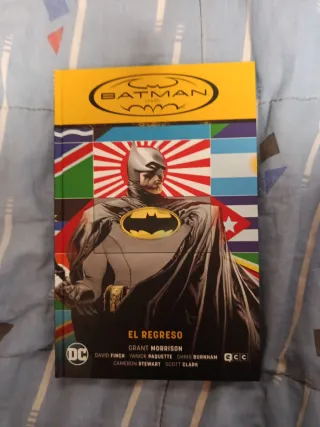 BATMAN
EL REGRESO
GRANT MORRISON
DAVID FINCH YANICK PAQUETTE CHRIS BURNHAM
CAMERON STEWART SCOTT CLARK
DC
ecc